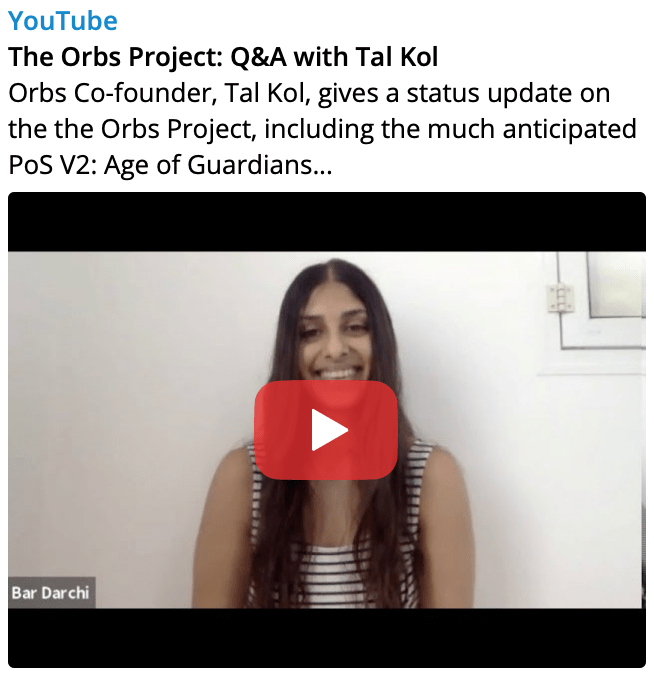 YouTube
The Orbs Project: Q&A with Tal Kol
Orbs Co-founder, Tal Kol, gives a status update on
the the Orbs Project, including the much anticipated
PoS V2: Age of Guardians...
Bar Darchi